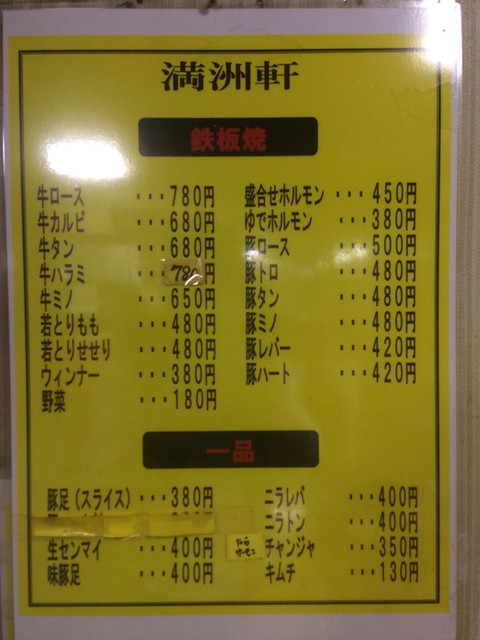 満洲軒
鉄板焼
牛ロース ・・・780円
牛カルビ ・・・680円
牛タン ・・・680円
牛ハラミ 780円
牛ミノ ・・・650円
若とりもも ・・・480円
若とりせせり ・・・480円
ウィンナー ・・・380円
野菜 ・・・180円
盛合せホルモン ・・・450円
ゆでホルモン ・・・380円
豚ロース ・・・500円
豚トロ ・・・480円
豚タン ・・・480円
豚ミノ ・・・480円
豚レバー ・・・420円
豚ハート ・・・420円
一品
豚足（スライス） ・・・380円
生センマイ ・・・400円
味豚足 ・・・400円
ニラレバ ・・・400円
ニラトン ・・・400円
チャンジャ ・・・350円
キムチ ・・・130円